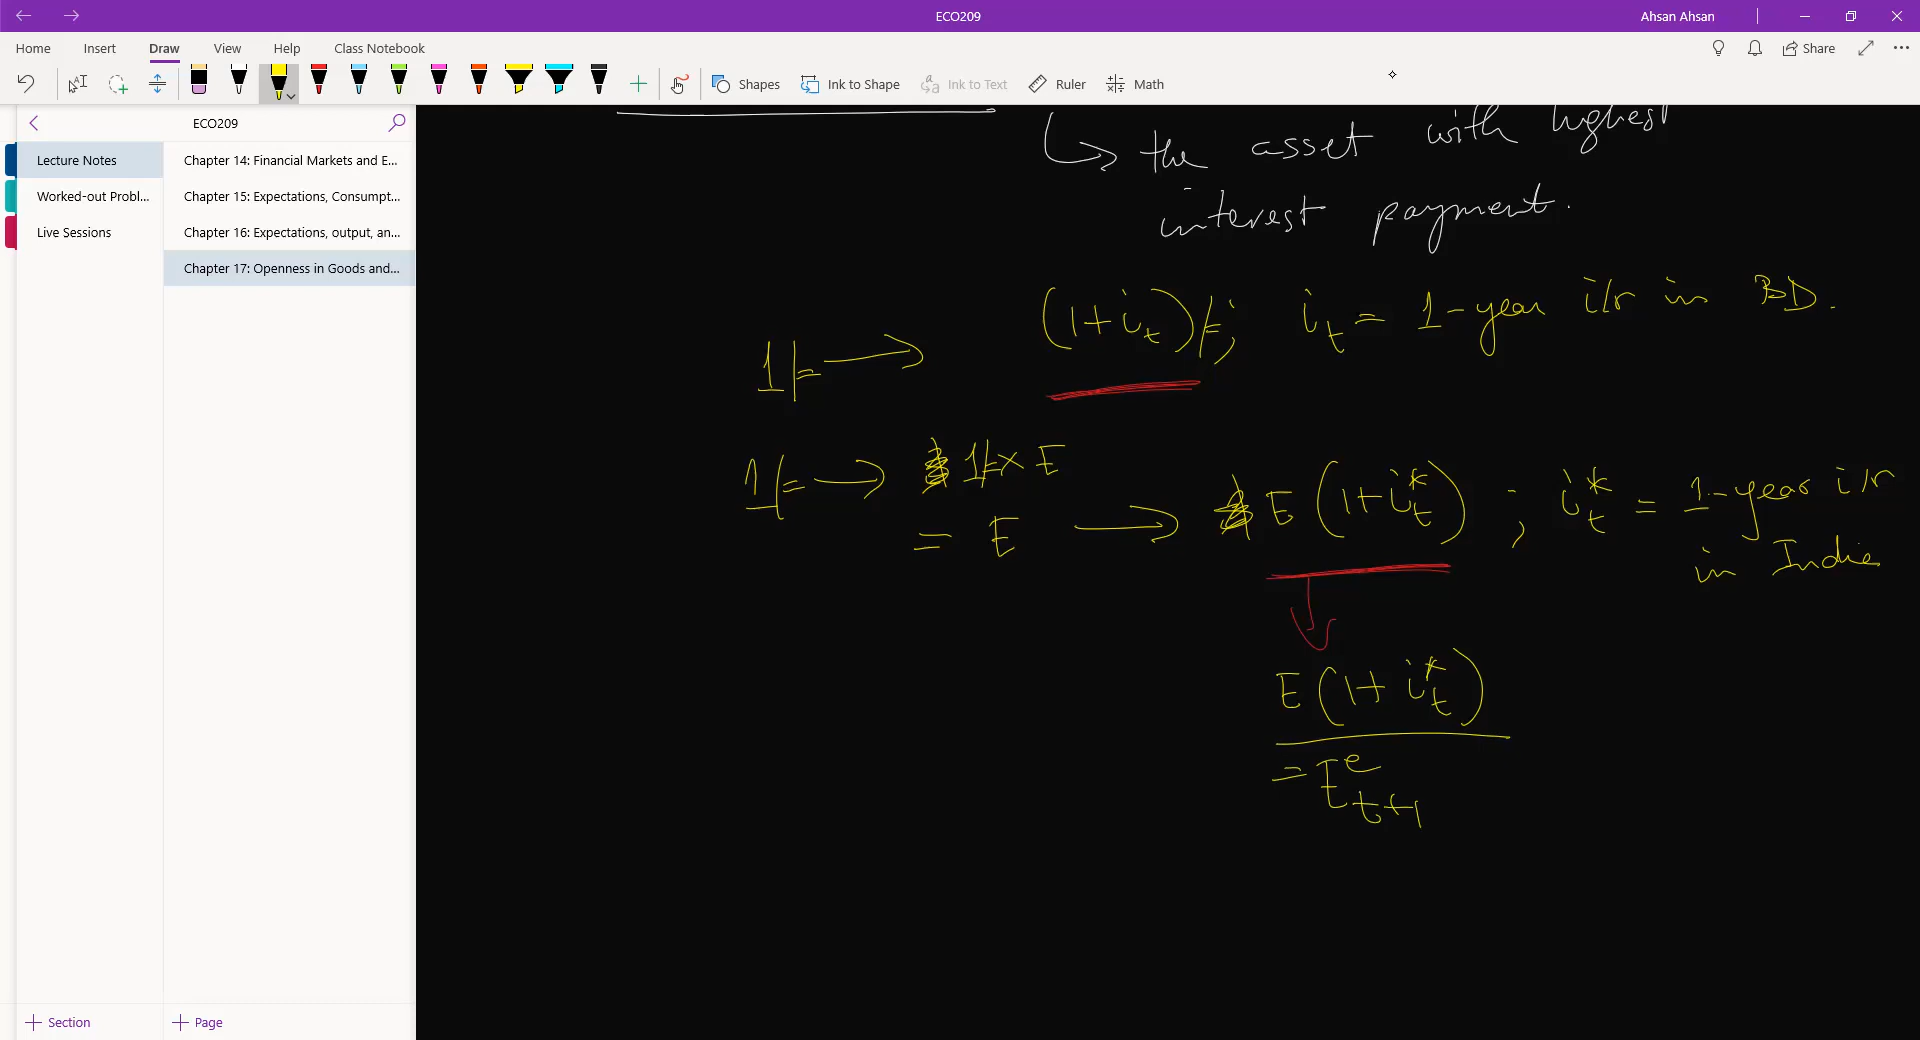 ECO209
Ahsan Ahsan
Home Insert Draw View Help Class Notebook
Share
Shapes Ink to Shape Ink to Text Ruler Math
ECO209
Lecture Notes
Worked-out Probl...
Live Sessions
Chapter 14: Financial Markets and E...
Chapter 15: Expectations, Consumpt...
Chapter 16: Expectations, output, an...
Chapter 17: Openness in Goods and...
the asset with highest
interest payment.
1৳ → (1+i_t)৳; i_t = 1-year i/r in BD.
1৳ → 1৳ × E
= E → E(1+i*_t) ; i*_t = 1-year i/r
in India
E(1+i*_t)
= E^e_{t+1}
Section
Page